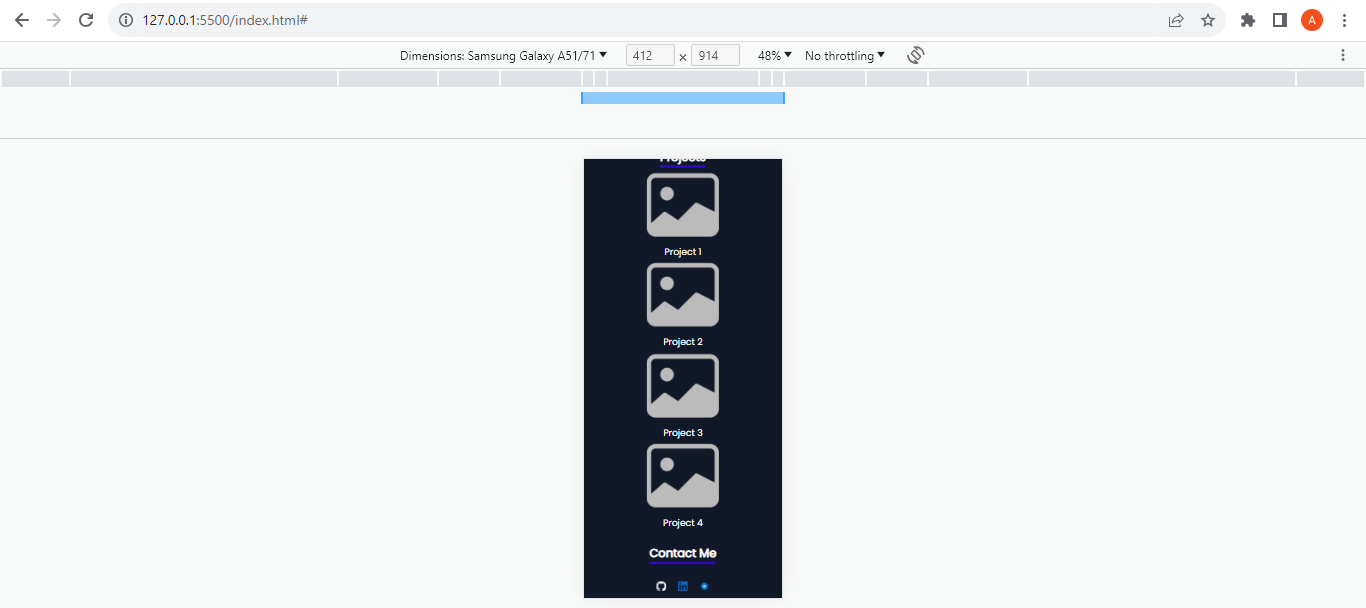 127.0.0.1:5500/index.html#
A
Dimensions: Samsung Galaxy A51/71 412 × 914 48% No throttling
Projects
Project 1
Project 2
Project 3
Project 4
Contact Me
in